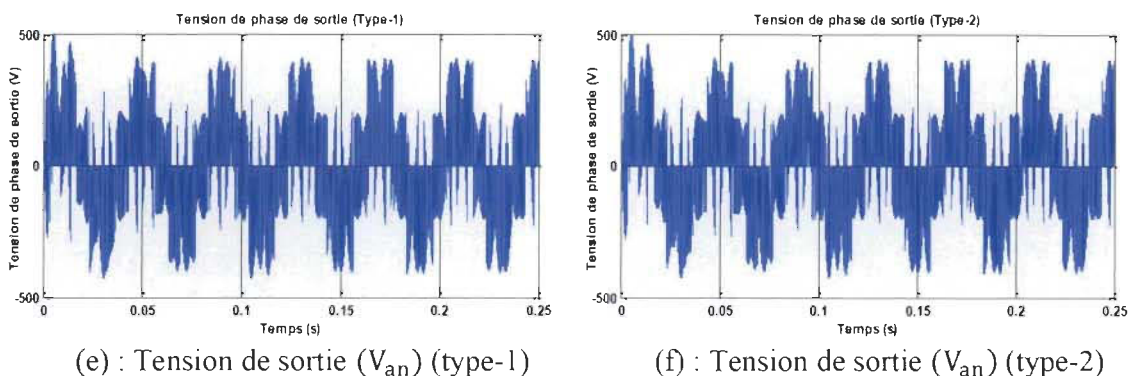 Tension de phase de sortie (Type-1)
Tension de phase de sortie (V)
500
0
-500
0
0.05
0.1
0.15
0.2
0.25
Temps (s)
(e) : Tension de sortie (Van) (type-1)
Tension de phase de sortie (Type-2)
Tension de phase de sortie (V)
500
0
-500
0
0.05
0.1
0.15
0.2
0.25
Temps (s)
(f) : Tension de sortie (Van) (type-2)